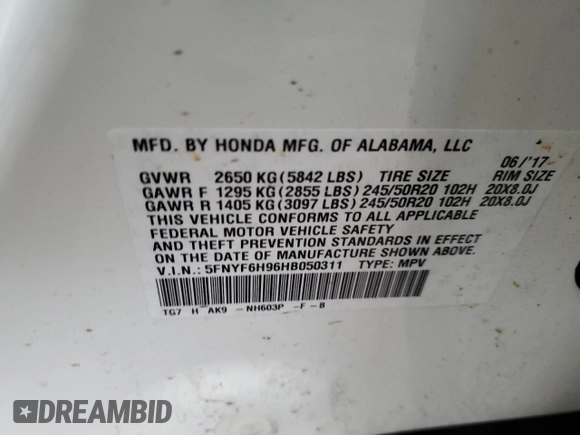 MFD. BY HONDA MFG. OF ALABAMA, LLC
06/'17
GVWR 2650 KG (5842 LBS) TIRE SIZE RIM SIZE
GAWR F 1295 KG (2855 LBS) 245/50R20 102H 20X8.0J
GAWR R 1405 KG (3097 LBS) 245/50R20 102H 20X8.0J
THIS VEHICLE CONFORMS TO ALL APPLICABLE
FEDERAL MOTOR VEHICLE SAFETY
AND THEFT PREVENTION STANDARDS IN EFFECT
ON THE DATE OF MANUFACTURE SHOWN ABOVE.
V.I.N.: 5FNYF6H96HB050311 TYPE: MPV
TG7 H AK9 - NH603P -F -B
DREAMBID